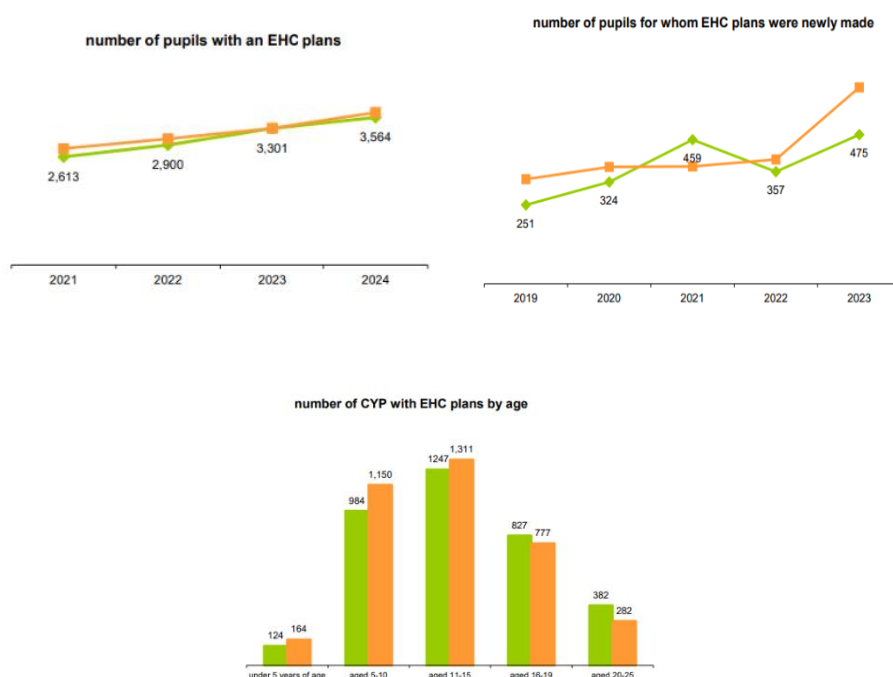 number of pupils with an EHC plans
2,613
2,900
3,301
3,564
2021 2022 2023 2024
number of pupils for whom EHC plans were newly made
251
324
459
357
475
2019 2020 2021 2022 2023
number of CYP with EHC plans by age
124 164
984 1,150
1247 1,311
827 777
382 282
under 5 years of age aged 5-10 aged 11-15 aged 16-19 aged 20-25